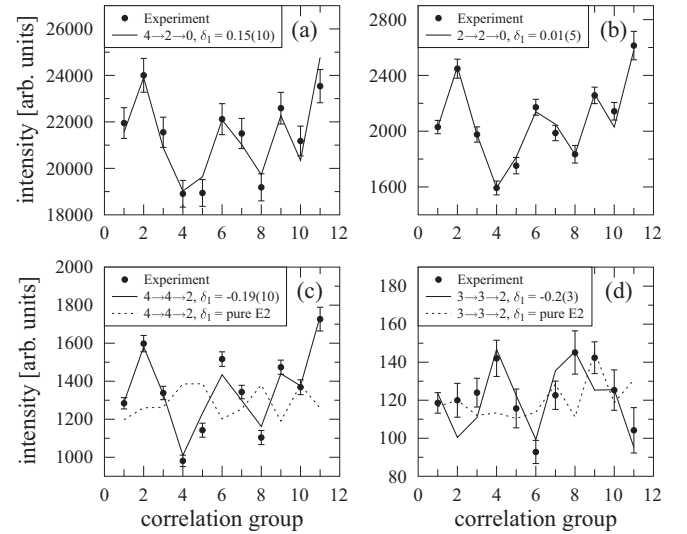 intensity [arb. units]
26000
24000
22000
20000
18000
Experiment
4→2→0, δ1 = 0.15(10)
(a)
0 2 4 6 8 10 12
2800
2400
2000
1600
Experiment
2→2→0, δ1 = 0.01(5)
(b)
0 2 4 6 8 10 12
intensity [arb. units]
2000
1800
1600
1400
1200
1000
Experiment
4→4→2, δ1 = -0.19(10)
4→4→2, δ1 = pure E2
(c)
0 2 4 6 8 10 12
correlation group
180
160
140
120
100
80
Experiment
3→3→2, δ1 = -0.2(3)
3→3→2, δ1 = pure E2
(d)
0 2 4 6 8 10 12
correlation group